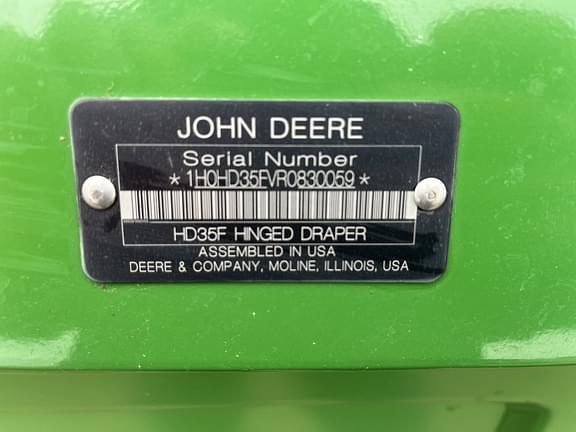 JOHN DEERE
Serial Number
*1H0HD35FVR0830059*
HD35F HINGED DRAPER
ASSEMBLED IN USA
DEERE & COMPANY, MOLINE, ILLINOIS, USA